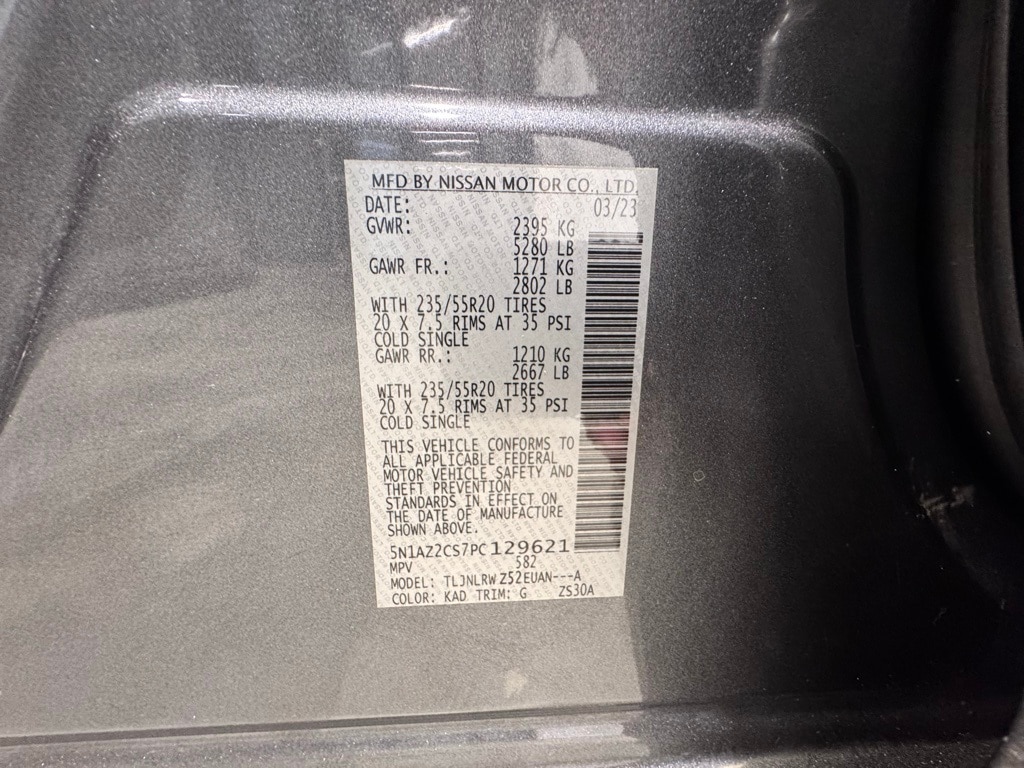 MFD BY NISSAN MOTOR CO., LTD.
DATE: 03/23
GVWR: 2395 KG
5280 LB
GAWR FR.: 1271 KG
2802 LB
WITH 235/55R20 TIRES
20 X 7.5 RIMS AT 35 PSI
COLD SINGLE
GAWR RR.: 1210 KG
2667 LB
WITH 235/55R20 TIRES
20 X 7.5 RIMS AT 35 PSI
COLD SINGLE
THIS VEHICLE CONFORMS TO
ALL APPLICABLE FEDERAL
MOTOR VEHICLE SAFETY AND
THEFT PREVENTION
STANDARDS IN EFFECT ON
THE DATE OF MANUFACTURE
SHOWN ABOVE.
5N1AZ2CS7PC129621
MPV 582
MODEL: TLJNLRWZ52EUAN---A
COLOR: KAD TRIM: G ZS30A